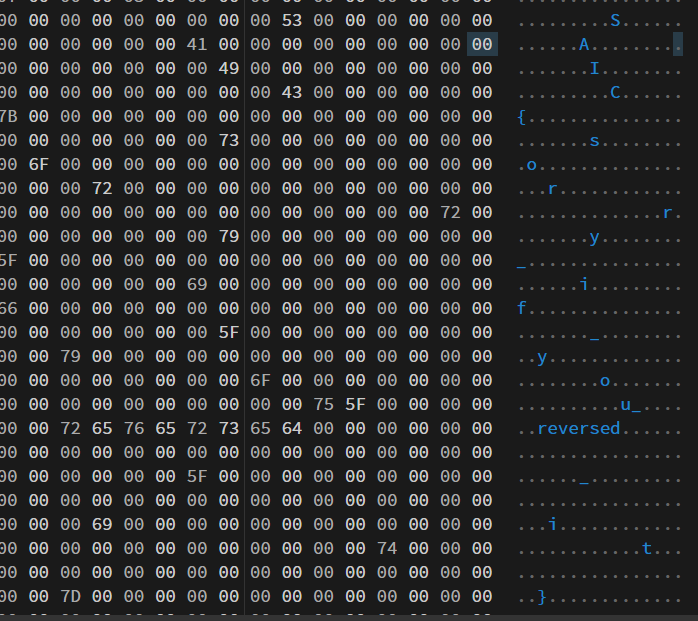 00 00 00 00 00 00 00 00 00 53 00 00 00 00 00 00 .........S......
00 00 00 00 00 00 41 00 00 00 00 00 00 00 00 00 ......A.........
00 00 00 00 00 00 00 49 00 00 00 00 00 00 00 00 .......I........
00 00 00 00 00 00 00 00 00 43 00 00 00 00 00 00 .........C......
7B 00 00 00 00 00 00 00 00 00 00 00 00 00 00 00 {...............
00 00 00 00 00 00 00 73 00 00 00 00 00 00 00 00 .......s........
00 6F 00 00 00 00 00 00 00 00 00 00 00 00 00 00 .o..............
00 00 00 72 00 00 00 00 00 00 00 00 00 00 00 00 ...r............
00 00 00 00 00 00 00 00 00 00 00 00 00 00 72 00 ..............r.
00 00 00 00 00 00 00 79 00 00 00 00 00 00 00 00 .......y........
5F 00 00 00 00 00 00 00 00 00 00 00 00 00 00 00 _...............
00 00 00 00 00 00 69 00 00 00 00 00 00 00 00 00 ......i.........
66 00 00 00 00 00 00 00 00 00 00 00 00 00 00 00 f...............
00 00 00 00 00 00 00 5F 00 00 00 00 00 00 00 00 ......._........
00 00 79 00 00 00 00 00 00 00 00 00 00 00 00 00 ..y.............
00 00 00 00 00 00 00 00 6F 00 00 00 00 00 00 00 ........o.......
00 00 00 00 00 00 00 00 00 00 75 5F 00 00 00 00 ..........u_....
00 00 72 65 76 65 72 73 65 64 00 00 00 00 00 00 ..reversed......
00 00 00 00 00 00 00 00 00 00 00 00 00 00 00 00 ................
00 00 00 00 00 00 5F 00 00 00 00 00 00 00 00 00 ......_.........
00 00 00 00 00 00 00 00 00 00 00 00 00 00 00 00 ................
00 00 00 69 00 00 00 00 00 00 00 00 00 00 00 00 ...i............
00 00 00 00 00 00 00 00 00 00 00 00 74 00 00 00 ............t...
00 00 00 00 00 00 00 00 00 00 00 00 00 00 00 00 ................
00 00 7D 00 00 00 00 00 00 00 00 00 00 00 00 00 ..}.............